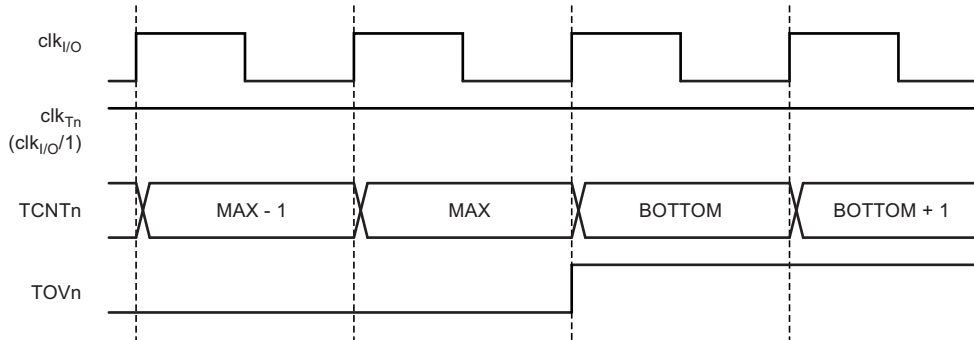 clkI/O
clkTn
(clkI/O/1)
TCNTn MAX - 1 MAX BOTTOM BOTTOM + 1
TOVn